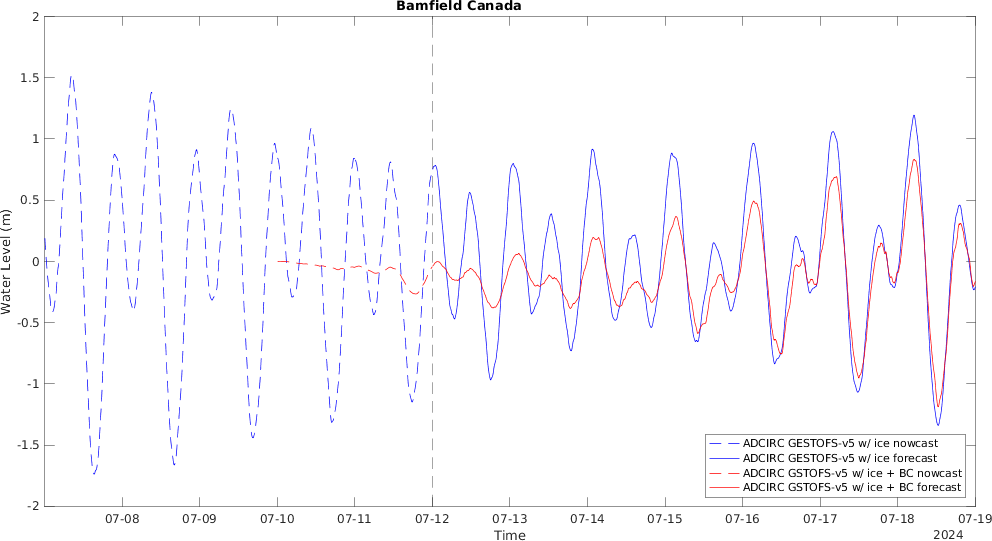 Bamfield Canada
2
1.5
1
0.5
0
-0.5
-1
-1.5
-2
Water Level (m)
07-08 07-09 07-10 07-11 07-12 07-13 07-14 07-15 07-16 07-17 07-18 07-19
Time
2024
ADCIRC GESTOFS-v5 w/ ice nowcast
ADCIRC GESTOFS-v5 w/ ice forecast
ADCIRC GSTOFS-v5 w/ ice + BC nowcast
ADCIRC GSTOFS-v5 w/ ice + BC forecast